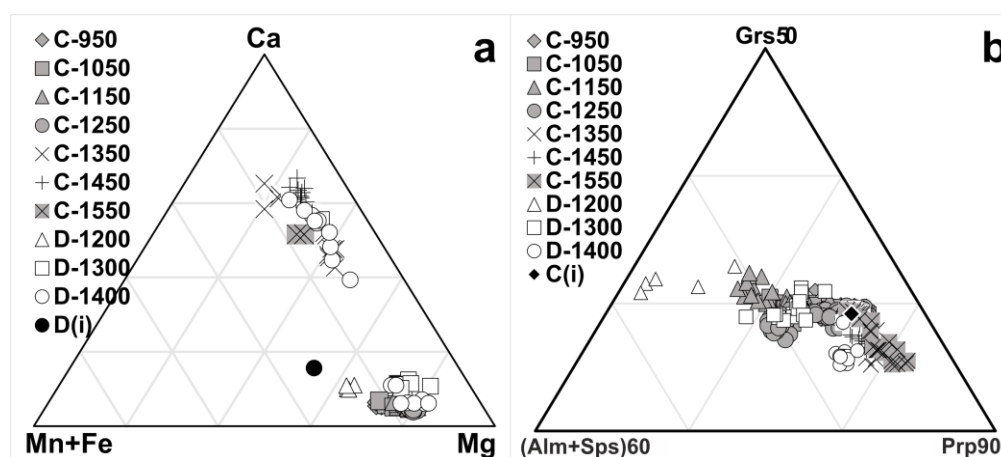 Ca
a
C-950
C-1050
C-1150
C-1250
C-1350
C-1450
C-1550
D-1200
D-1300
D-1400
D(i)
Mn+Fe
Mg
Grs50
b
C-950
C-1050
C-1150
C-1250
C-1350
C-1450
C-1550
D-1200
D-1300
D-1400
C(i)
(Alm+Sps)60
Prp90